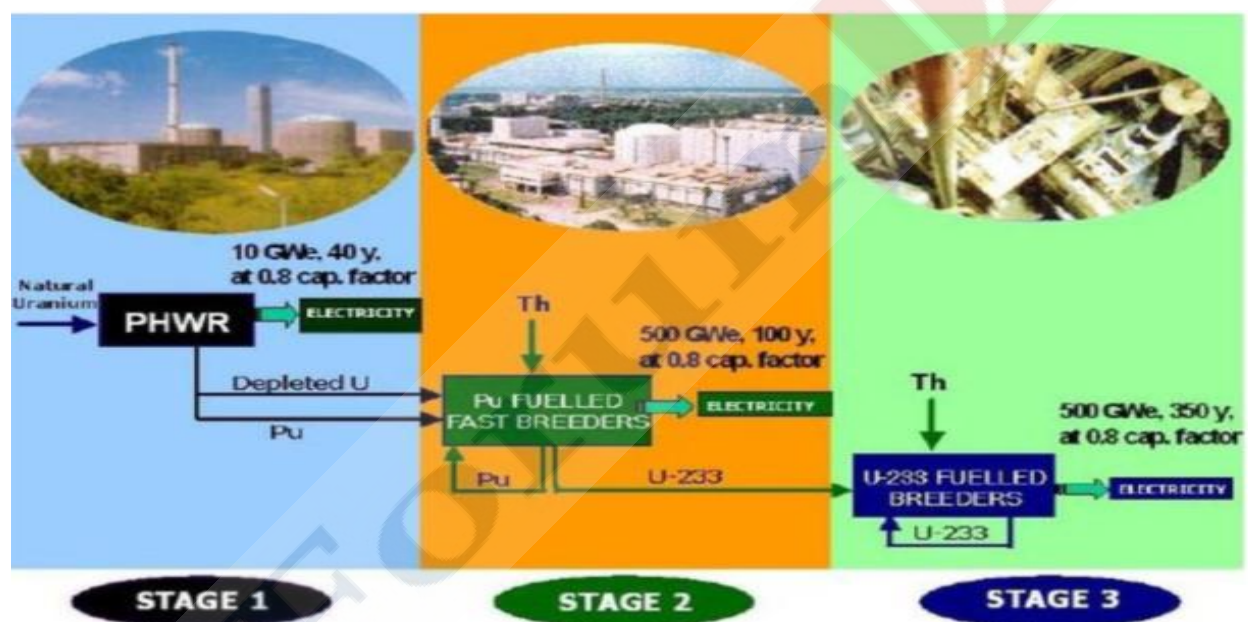 10 GWe, 40 y,
at 0.8 cap. factor
Natural
Uranium
PHWR
ELECTRICITY
Depleted U
Pu
Th
500 GWe, 100 y,
at 0.8 cap. factor
Pu FUELLED
FAST BREEDERS
ELECTRICITY
Pu
U-233
Th
500 GWe, 350 y,
at 0.8 cap. factor
U-233 FUELLED
BREEDERS
ELECTRICITY
U-233
STAGE 1
STAGE 2
STAGE 3